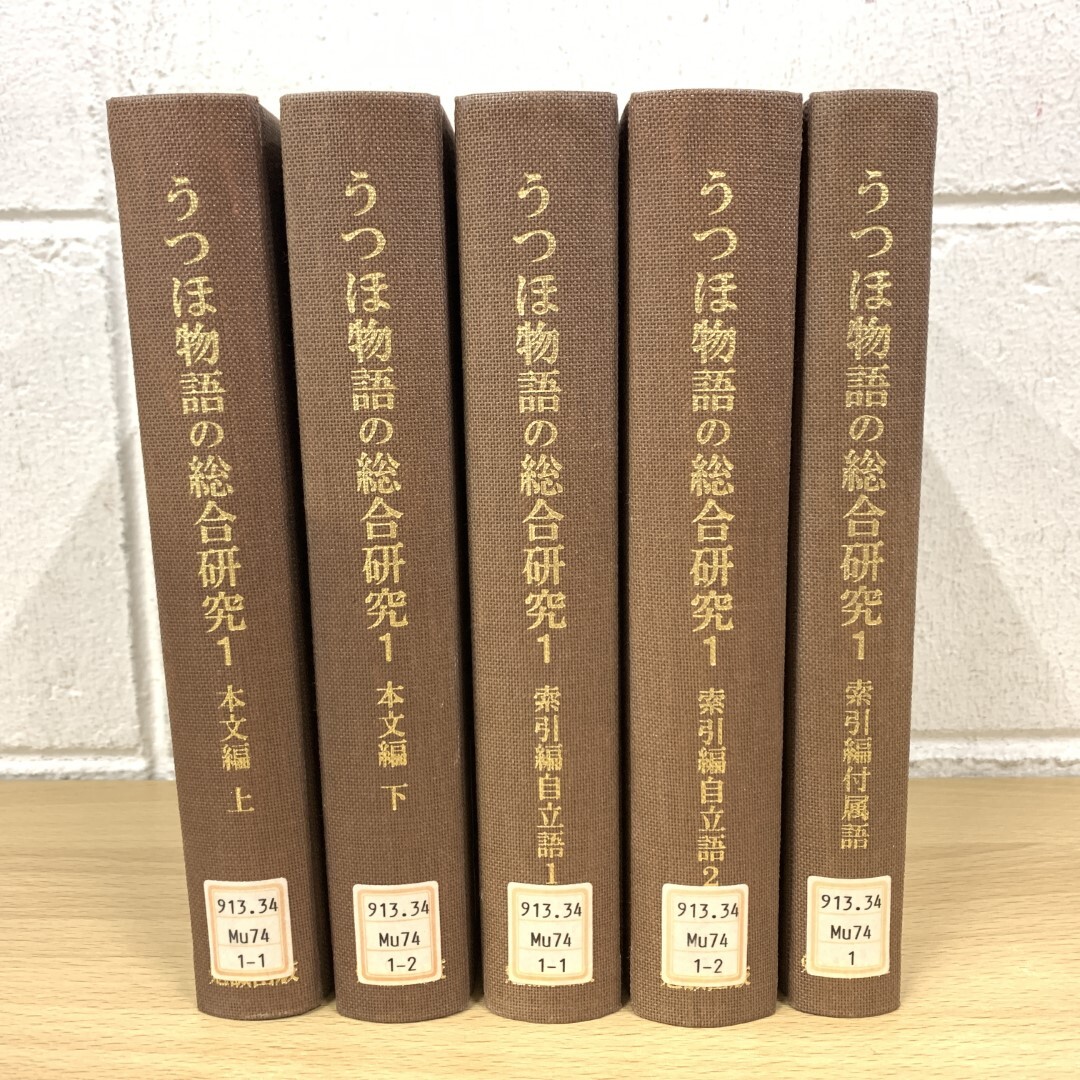 うつほ物語の総合研究1 本文編 上
913.34
Mu74
1-1
うつほ物語の総合研究1 本文編 下
913.34
Mu74
1-2
うつほ物語の総合研究1 索引編自立語1
913.34
Mu74
1-1
うつほ物語の総合研究1 索引編自立語2
913.34
Mu74
1-2
うつほ物語の総合研究1 索引編付属語
913.34
Mu74
1